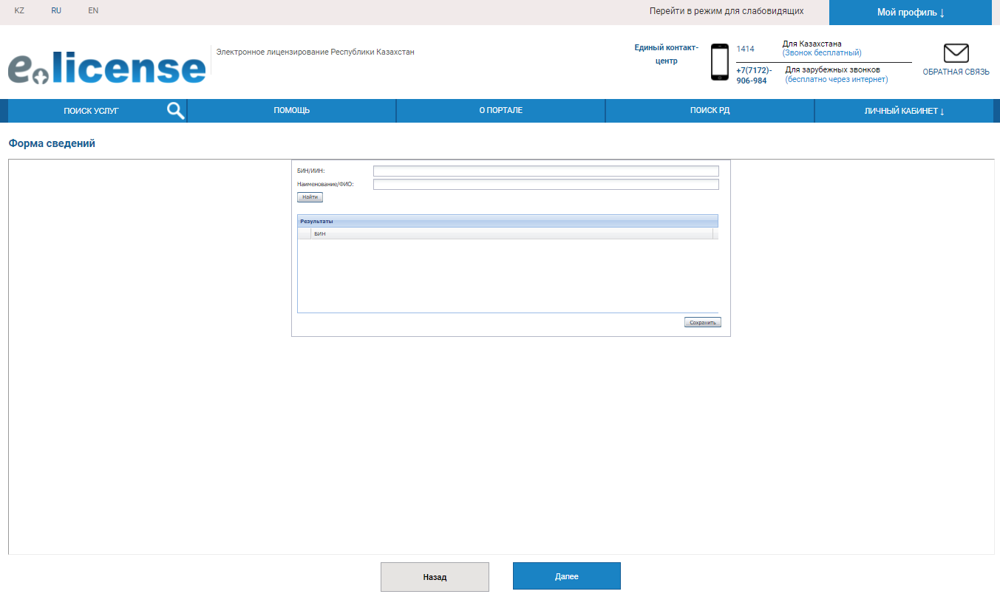 KZ RU EN Перейти в режим для слабовидящих Мой профиль ↓
e.license
Электронное лицензирование Республики Казахстан
Единый контакт-
центр
1414
Для Казахстана
(Звонок бесплатный)
+7(7172)-
906-984
Для зарубежных звонков
(бесплатно через интернет)
ОБРАТНАЯ СВЯЗЬ
ПОИСК УСЛУГ ПОМОЩЬ О ПОРТАЛЕ ПОИСК РД ЛИЧНЫЙ КАБИНЕТ ↓
Форма сведений
БИН/ИИН:
Наименование/ФИО:
Найти
Результаты
БИН
Сохранить
Назад Далее